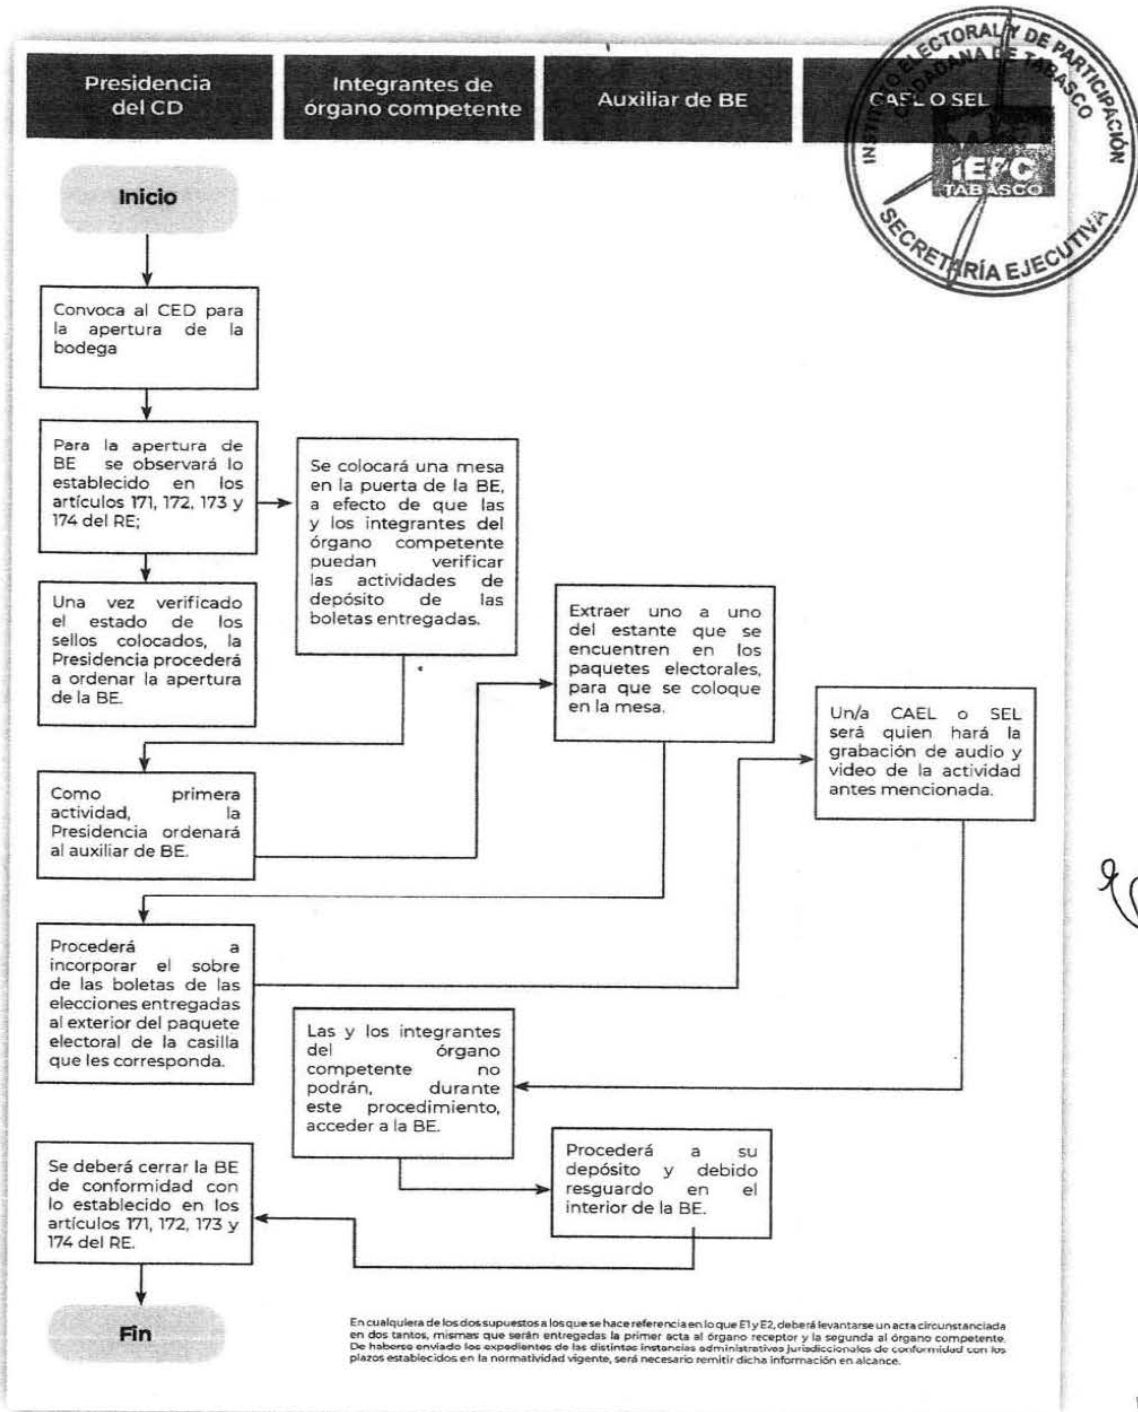 Presidencia
del CD
Integrantes de
órgano competente
Auxiliar de BE
CAEL O SEL
INSTITUTO ELECTORAL Y DE PARTICIPACIÓN
CIUDADANA DE TABASCO
IEPC
TABASCO
SECRETARÍA EJECUTIVA
Inicio
Convoca al CED para
la apertura de la
bodega
Para la apertura de
BE se observará lo
establecido en los
artículos 171, 172, 173 y
174 del RE;
Se colocará una mesa
en la puerta de la BE,
a efecto de que las
y los integrantes del
órgano competente
puedan verificar
las actividades de
depósito de las
boletas entregadas.
Una vez verificado
el estado de los
sellos colocados, la
Presidencia procederá
a ordenar la apertura
de la BE.
Extraer uno a uno
del estante que se
encuentren en los
paquetes electorales,
para que se coloque
en la mesa.
Un/a CAEL o SEL
será quien hará la
grabación de audio y
video de la actividad
antes mencionada.
Como primera
actividad, la
Presidencia ordenará
al auxiliar de BE.
Procederá a
incorporar el sobre
de las boletas de las
elecciones entregadas
al exterior del paquete
electoral de la casilla
que les corresponda.
Las y los integrantes
del órgano
competente no
podrán, durante
este procedimiento,
acceder a la BE.
Procederá a su
depósito y debido
resguardo en el
interior de la BE.
Se deberá cerrar la BE
de conformidad con
lo establecido en los
artículos 171, 172, 173 y
174 del RE.
Fin
En cualquiera de los dos supuestos a los que se hace referencia en lo que E1 y E2, deberá levantarse un acta circunstanciada
en dos tantos, mismas que serán entregadas la primer acta al órgano receptor y la segunda al órgano competente.
De haberse enviado los expedientes de las distintas instancias administrativas jurisdiccionales de conformidad con los
plazos establecidos en la normatividad vigente, será necesario remitir dicha información en alcance.